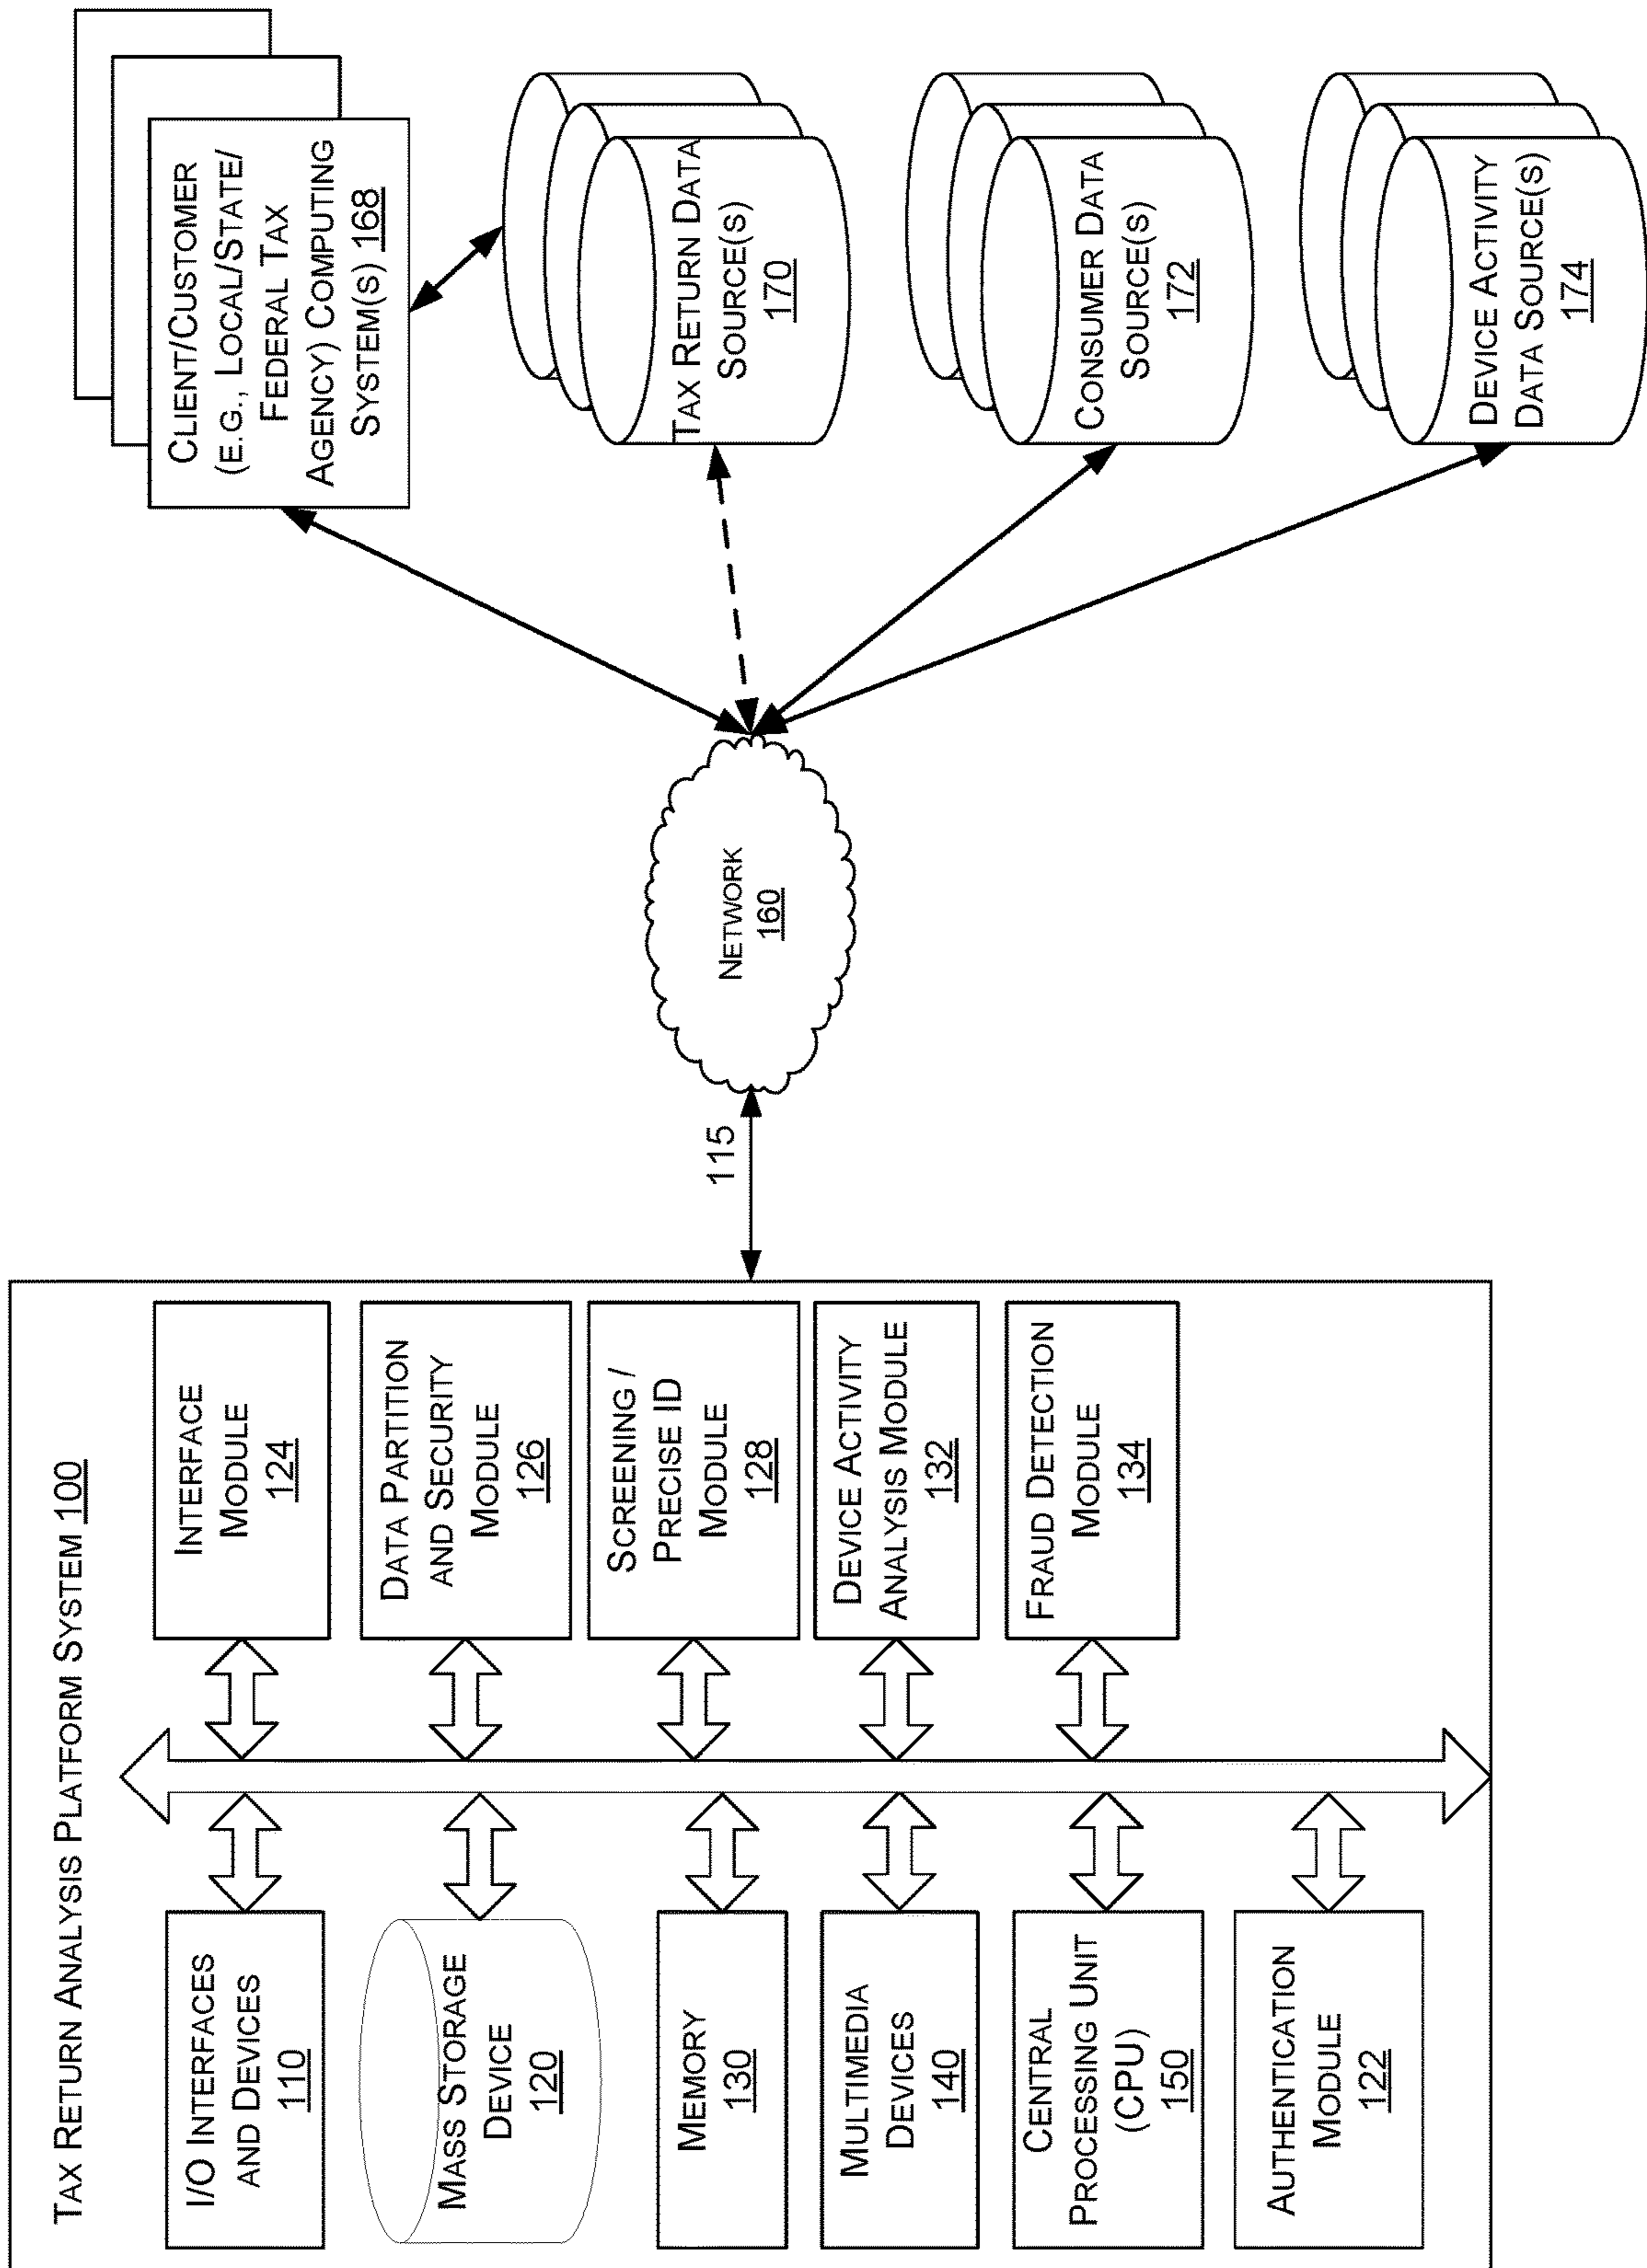 TAX RETURN ANALYSIS PLATFORM SYSTEM 100
I/O INTERFACES
AND DEVICES
110
MASS STORAGE
DEVICE
120
MEMORY
130
MULTIMEDIA
DEVICES
140
CENTRAL
PROCESSING UNIT
(CPU)
150
AUTHENTICATION
MODULE
122
INTERFACE
MODULE
124
DATA PARTITION
AND SECURITY
MODULE
126
SCREENING /
PRECISE ID
MODULE
128
DEVICE ACTIVITY
ANALYSIS MODULE
132
FRAUD DETECTION
MODULE
134
115
NETWORK
160
CLIENT/CUSTOMER
(E.G., LOCAL/STATE/
FEDERAL TAX
AGENCY) COMPUTING
SYSTEM(S) 168
TAX RETURN DATA
SOURCE(S)
170
CONSUMER DATA
SOURCE(S)
172
DEVICE ACTIVITY
DATA SOURCE(S)
174